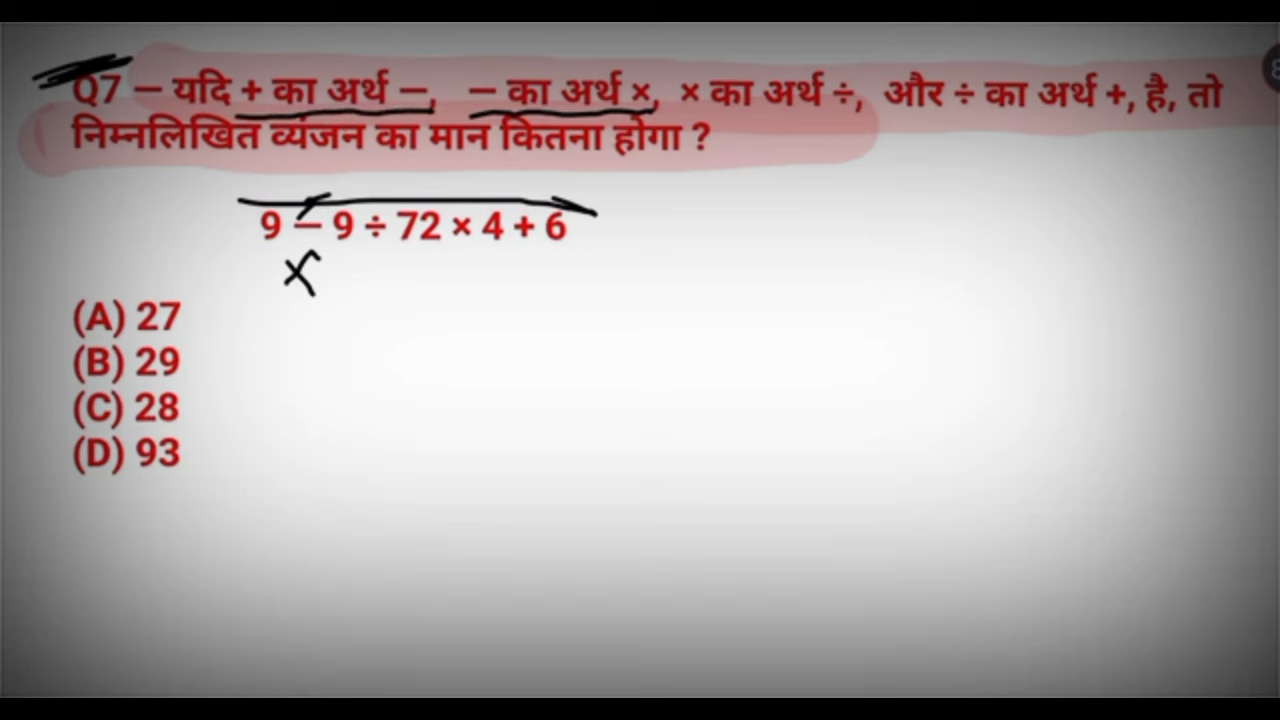 Q7 – यदि + का अर्थ –, – का अर्थ ×, × का अर्थ ÷, और ÷ का अर्थ +, है, तो
निम्नलिखित व्यंजन का मान कितना होगा ?
9 – 9 ÷ 72 × 4 + 6
×
(A) 27
(B) 29
(C) 28
(D) 93